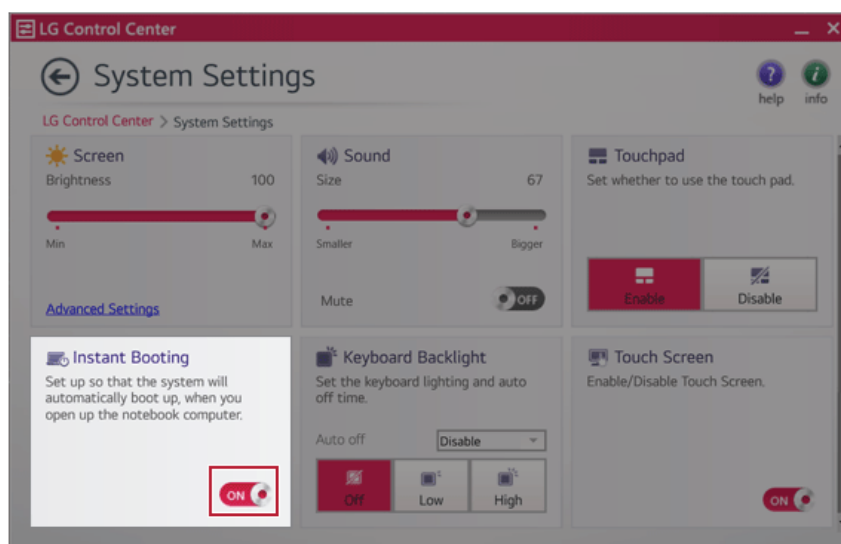 LG Control Center
System Settings
help
info
LG Control Center > System Settings
Screen
Brightness 100
Min Max
Advanced Settings
Sound
Size 67
Smaller Bigger
Mute OFF
Touchpad
Set whether to use the touch pad.
Enable Disable
Instant Booting
Set up so that the system will
automatically boot up, when you
open up the notebook computer.
ON
Keyboard Backlight
Set the keyboard lighting and auto
off time.
Auto off Disable
Off Low High
Touch Screen
Enable/Disable Touch Screen.
ON